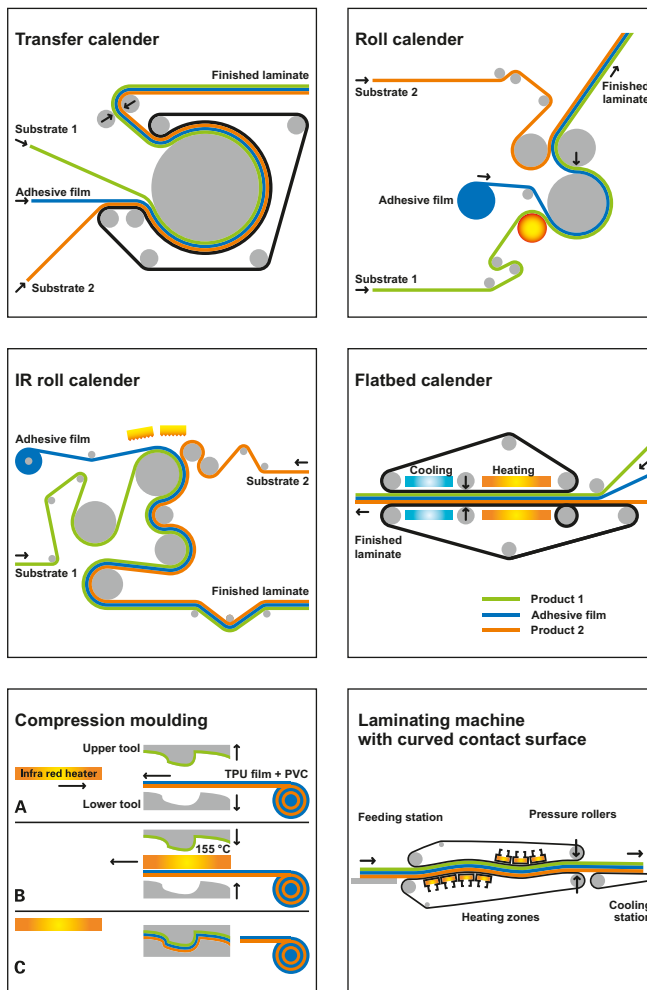 Transfer calender
Finished laminate
Substrate 1
Adhesive film
Substrate 2
Roll calender
Substrate 2
Finished
laminate
Adhesive film
Substrate 1
IR roll calender
Adhesive film
Substrate 2
Substrate 1
Finished laminate
Flatbed calender
Cooling
Heating
Finished
laminate
Product 1
Adhesive film
Product 2
Compression moulding
Upper tool
Infra red heater
TPU film + PVC
Lower tool
A
155 °C
B
C
Laminating machine
with curved contact surface
Feeding station
Pressure rollers
Heating zones
Cooling
station